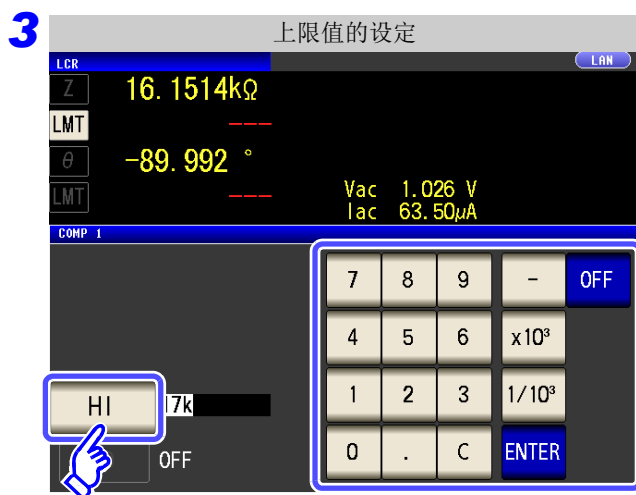 3
上限值的设定
LCR
LAN
Z 16.1514kΩ
LMT ---
θ -89.992 °
LMT ---
Vac 1.026 V
Iac 63.50μA
COMP 1
7 8 9 - OFF
4 5 6 x10³
1 2 3 1/10³
0 . C ENTER
HI 17k
OFF